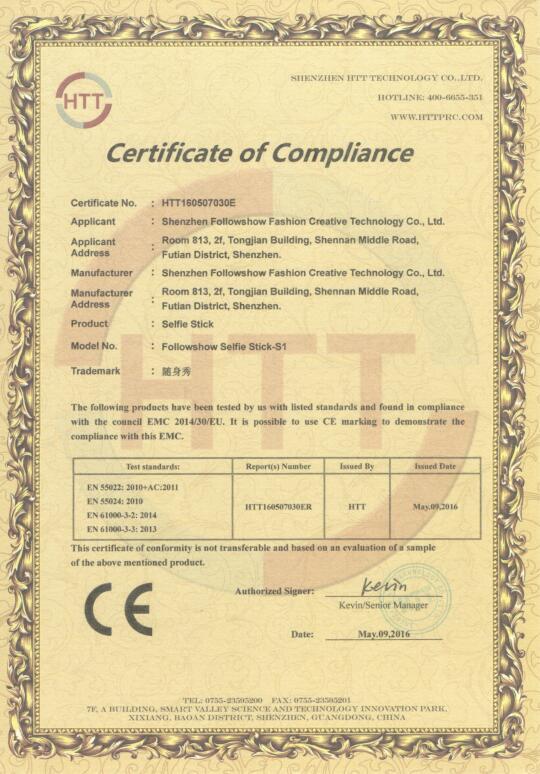 HTT
SHENZHEN HTT TECHNOLOGY CO.,LTD.
HOTLINE: 400-6655-351
WWW.HTTPRC.COM
Certificate of Compliance
Certificate No. : HTT160507030E
Applicant : Shenzhen Followshow Fashion Creative Technology Co., Ltd.
Applicant Address : Room 813, 2f, Tongjian Building, Shennan Middle Road,
Futian District, Shenzhen.
Manufacturer : Shenzhen Followshow Fashion Creative Technology Co., Ltd.
Manufacturer Address : Room 813, 2f, Tongjian Building, Shennan Middle Road,
Futian District, Shenzhen.
Product : Selfie Stick
Model No. : Followshow Selfie Stick-S1
Trademark : 随身秀
HTT
The following products have been tested by us with listed standards and found in compliance
with the council EMC 2014/30/EU. It is possible to use CE marking to demonstrate the
compliance with this EMC.
Test standards: Report(s) Number Issued By Issued Date
EN 55022: 2010+AC:2011
EN 55024: 2010
EN 61000-3-2: 2014
EN 61000-3-3: 2013
HTT160507030ER HTT May.09,2016
This certificate of conformity is not transferable and based on an evaluation of a sample
of the above mentioned product.
CE
Authorized Signer: Kevin
Kevin/Senior Manager
Date: May.09,2016
TEL: 0755-23595200 FAX: 0755-23595201
7F, A BUILDING, SMART VALLEY SCIENCE AND TECHNOLOGY INNOVATION PARK,
XIXIANG, BAOAN DISTRICT, SHENZHEN, GUANGDONG, CHINA